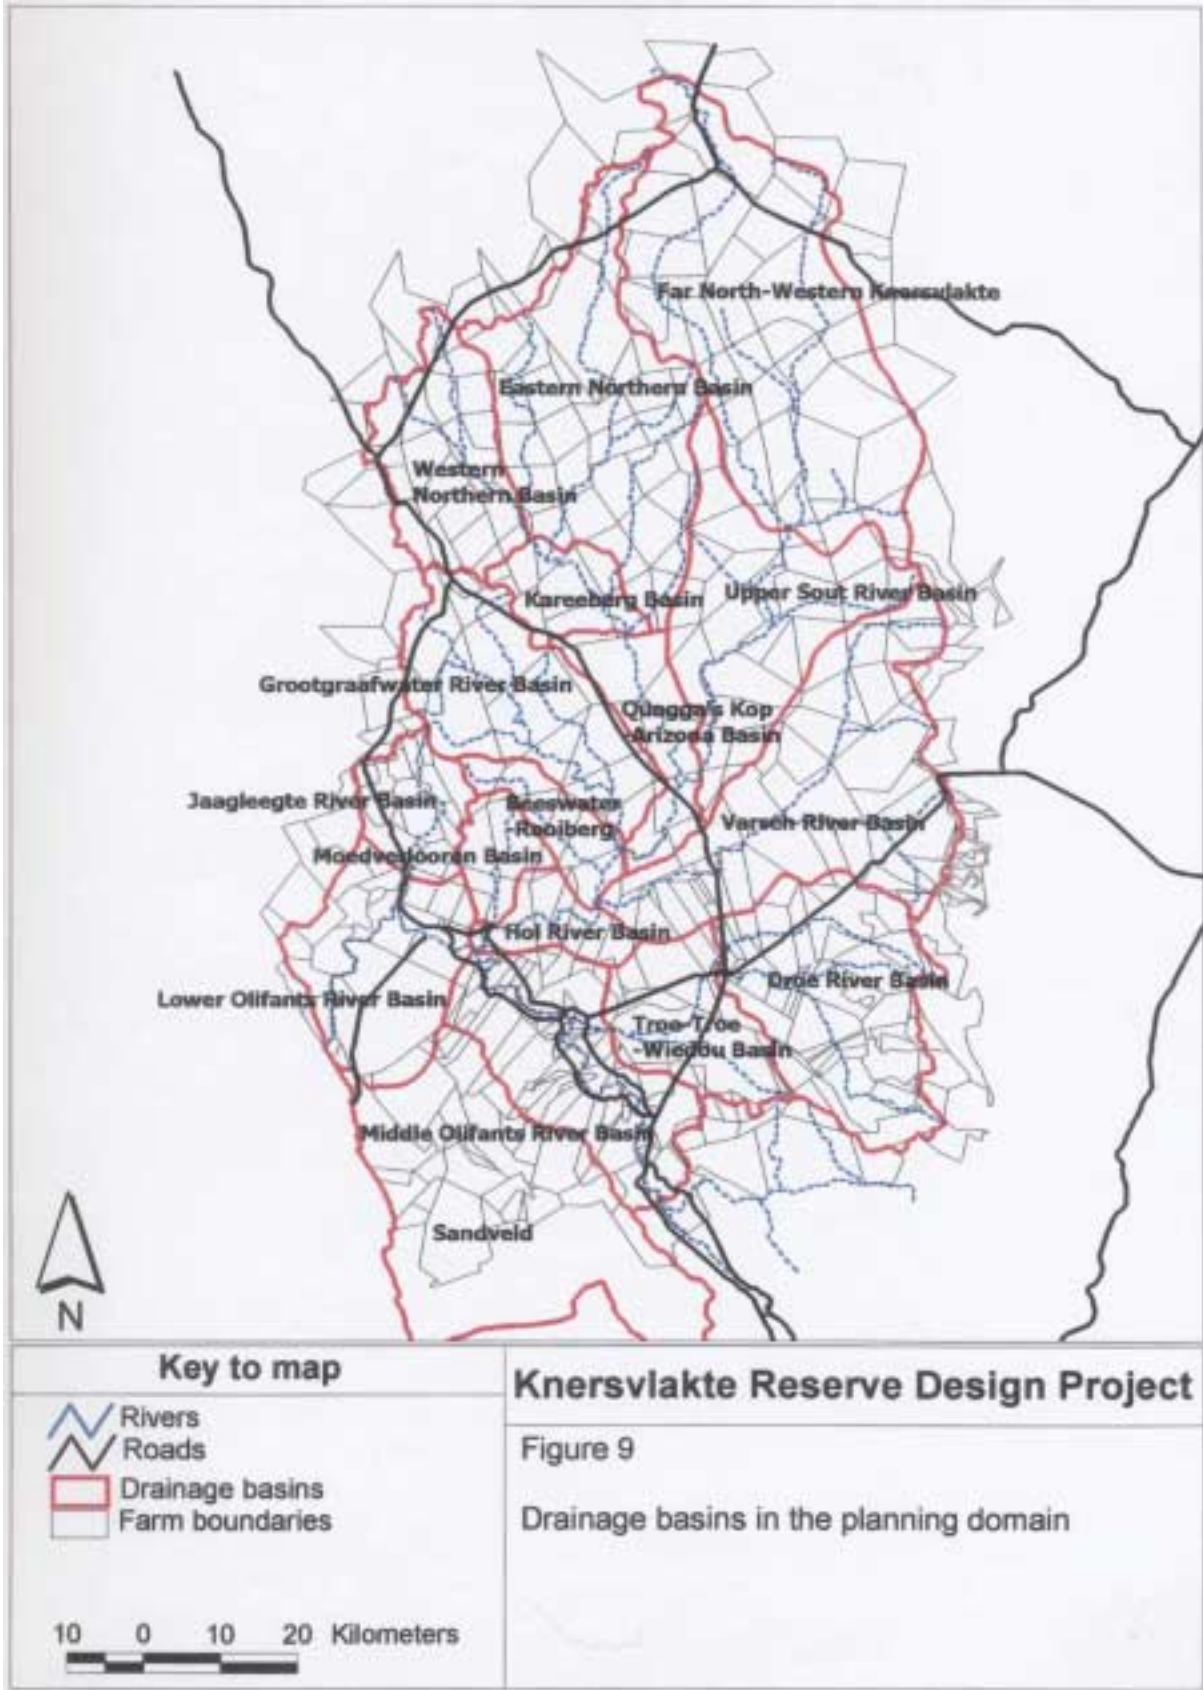 Far North-Western Knersvlakte
Eastern Northern Basin
Western
Northern Basin
Kareeberg Basin
Upper Sout River Basin
Grootgraafwater River Basin
Quagga's Kop
-Arizona Basin
Jaagleegte River Basin
Beeswater
-Rooiberg
Varsch River Basin
Moedverlooren Basin
Hol River Basin
Droe River Basin
Lower Olifants River Basin
Troe-Troe
-Wiedou Basin
Middle Olifants River Basin
Sandveld
N
Key to map
Rivers
Roads
Drainage basins
Farm boundaries
10 0 10 20 Kilometers
Knersvlakte Reserve Design Project
Figure 9
Drainage basins in the planning domain